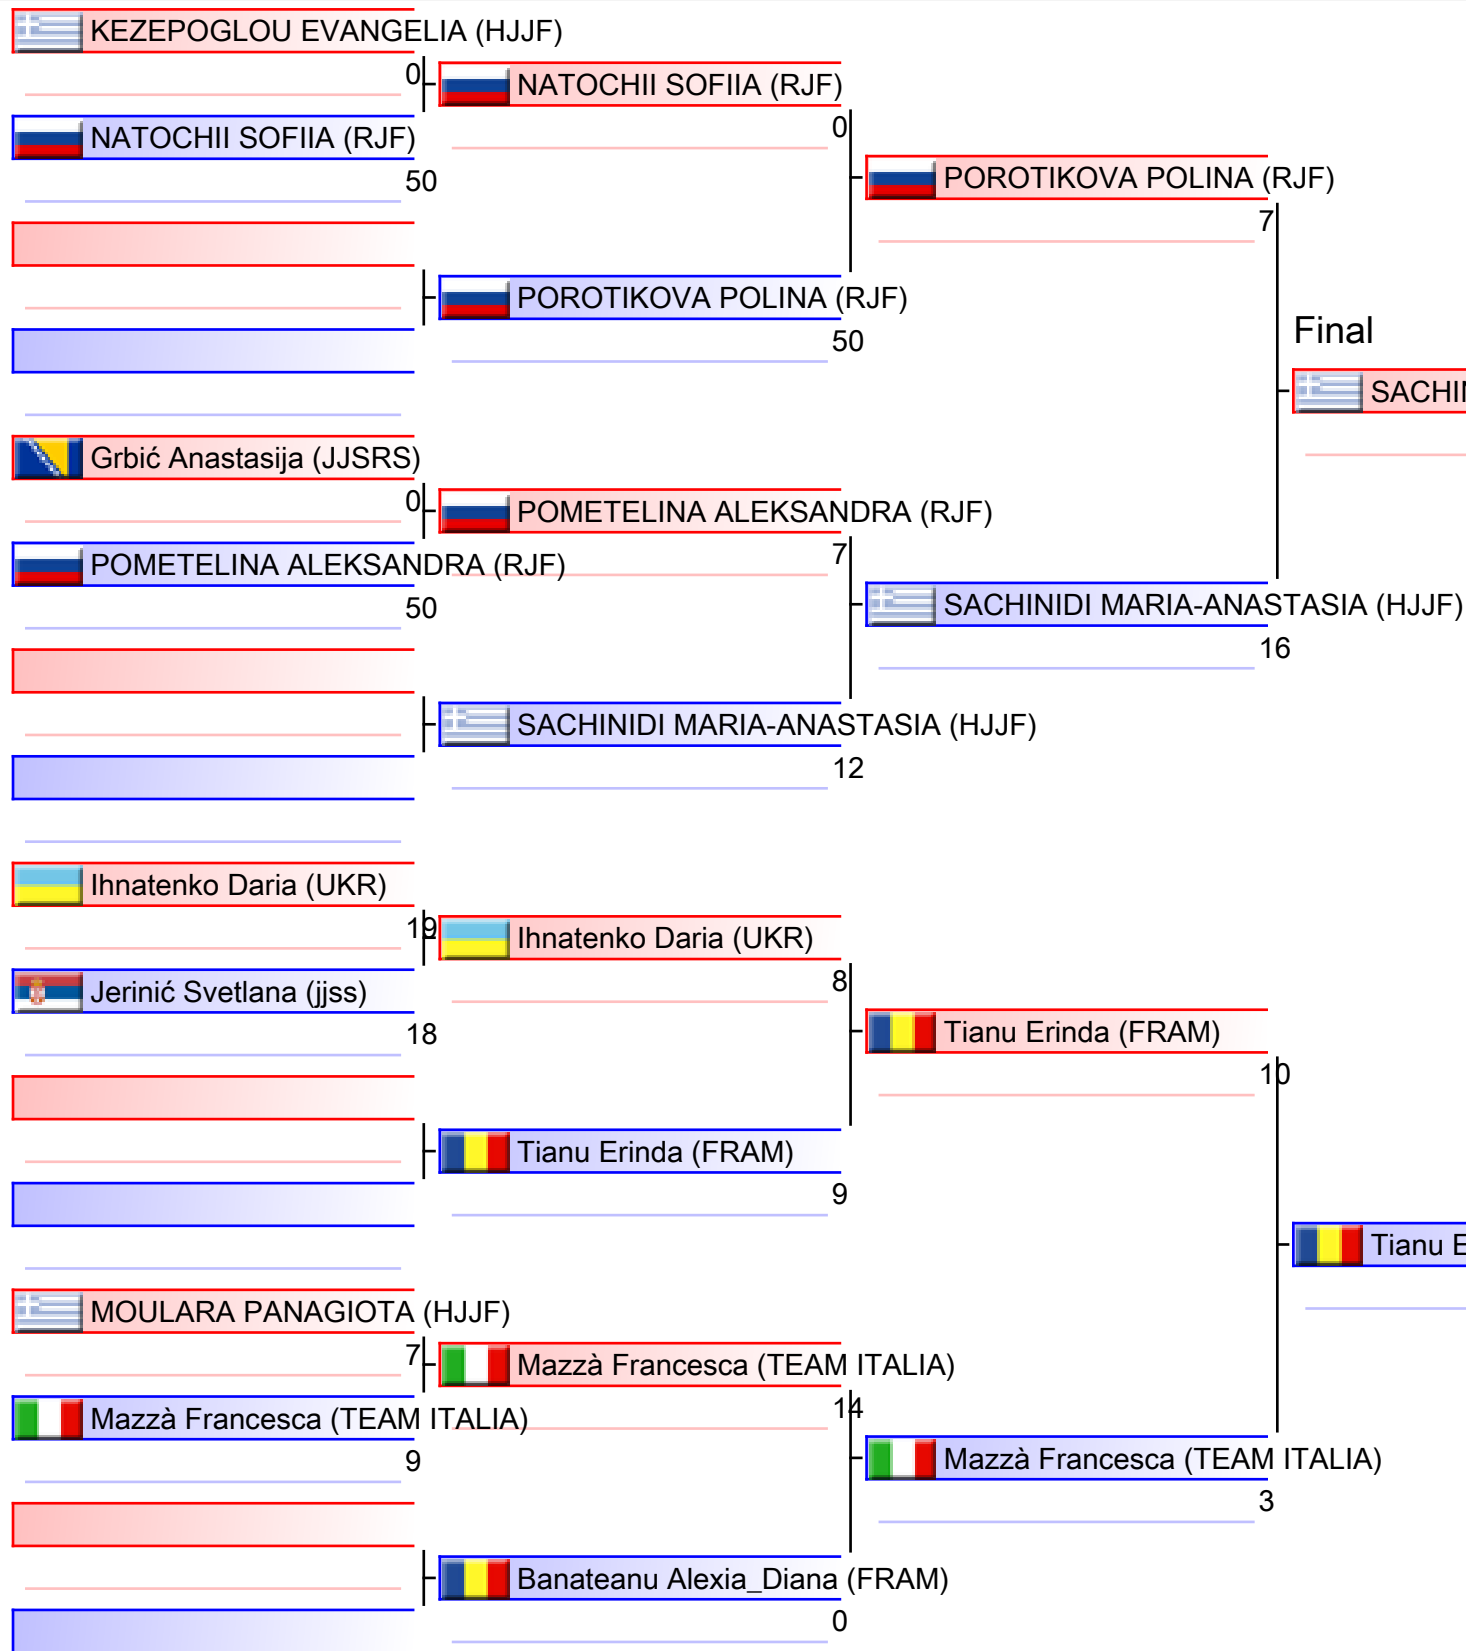 KEZEPOGLOU EVANGELIA (HJJF)
0
NATOCHII SOFIIA (RJF)
NATOCHII SOFIIA (RJF)
0
50
POROTIKOVA POLINA (RJF)
7
POROTIKOVA POLINA (RJF)
50
Final
SACHIN
Grbić Anastasija (JJSRS)
0
POMETELINA ALEKSANDRA (RJF)
POMETELINA ALEKSANDRA (RJF)
7
50
SACHINIDI MARIA-ANASTASIA (HJJF)
16
SACHINIDI MARIA-ANASTASIA (HJJF)
12
Ihnatenko Daria (UKR)
19
Ihnatenko Daria (UKR)
8
Jerinić Svetlana (jjss)
18
Tianu Erinda (FRAM)
10
Tianu Erinda (FRAM)
9
Tianu E
MOULARA PANAGIOTA (HJJF)
7
Mazzà Francesca (TEAM ITALIA)
14
Mazzà Francesca (TEAM ITALIA)
9
Mazzà Francesca (TEAM ITALIA)
3
Banateanu Alexia_Diana (FRAM)
0